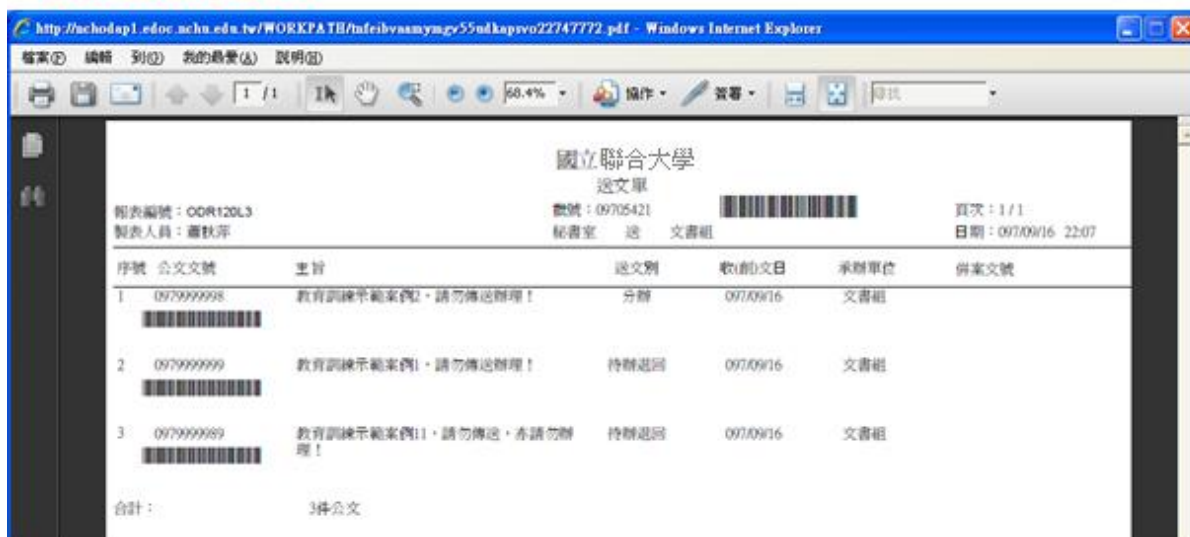 http://nchodap1.edoc.nchu.edu.tw/WORKPATH/tnfeibvaamymgv55ndkapsvo22747772.pdf - Windows Internet Explorer
檔案(F) 編輯 到(O) 我的最愛(A) 說明(H)
1 / 1 68.4% 協作 簽署 尋找
國立聯合大學
送文單
報表編號：ODR120L3 批號：09705421 頁次：1/1
製表人員：蕭秋萍 秘書室 送 文書組 日期：097/09/16 22:07
序號 公文文號 主旨 送文別 收(創)文日 承辦單位 併案文號
1 0979999998 教育訓練示範案例2，請勿傳送辦理！ 分辦 097/09/16 文書組
2 0979999999 教育訓練示範案例1，請勿傳送辦理！ 待辦退回 097/09/16 文書組
3 0979999989 教育訓練示範案例11，請勿傳送，亦請勿辦 待辦退回 097/09/16 文書組
理！
合計： 3件公文